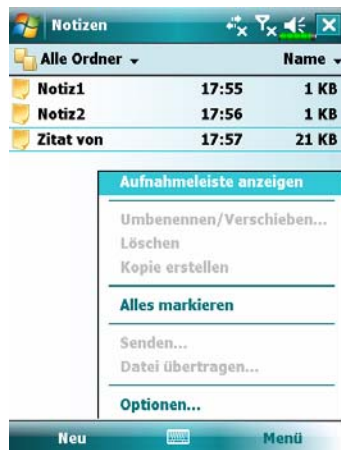 Notizen
Alle Ordner Name
Notiz1 17:55 1 KB
Notiz2 17:56 1 KB
Zitat von 17:57 21 KB
Aufnahmeleiste anzeigen
Umbenennen/Verschieben...
Löschen
Kopie erstellen
Alles markieren
Senden...
Datei übertragen...
Optionen...
Neu Menü